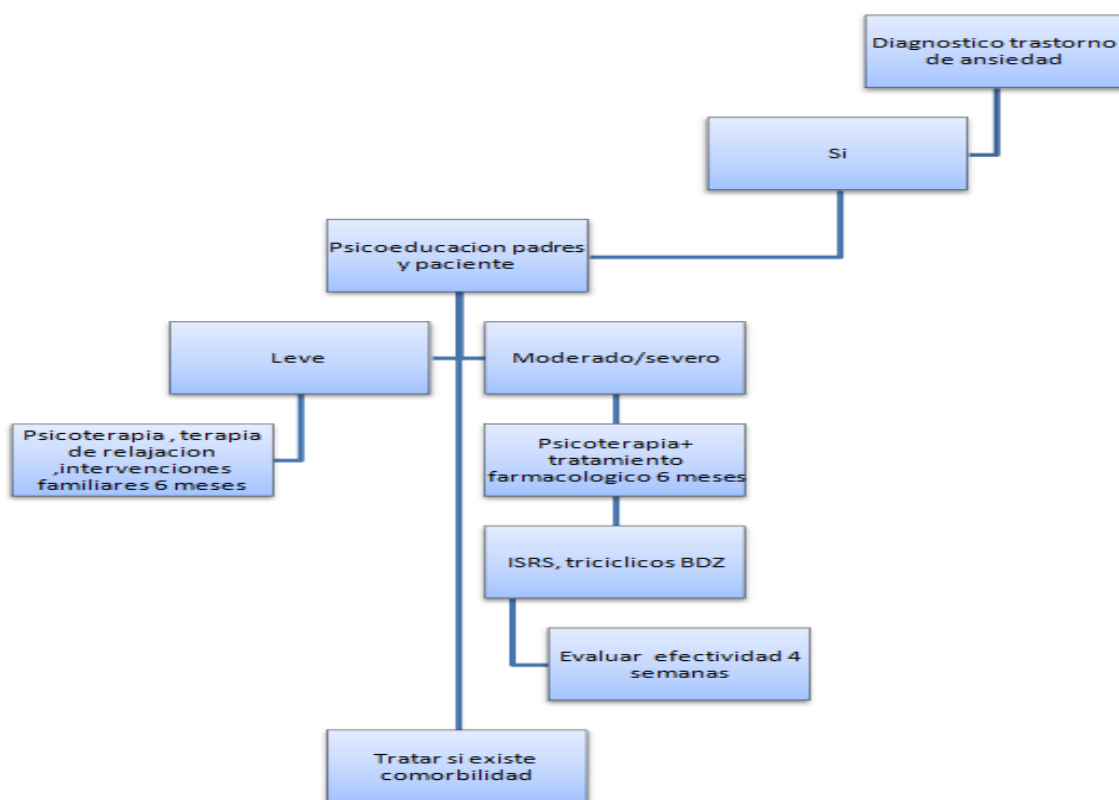 Diagnostico trastorno
de ansiedad
Si
Psicoeducacion padres
y paciente
Leve
Moderado/severo
Psicoterapia , terapia
de relajacion
,intervenciones
familiares 6 meses
Psicoterapia+
tratamiento
farmacologico 6 meses
ISRS, triciclicos BDZ
Evaluar efectividad 4
semanas
Tratar si existe
comorbilidad